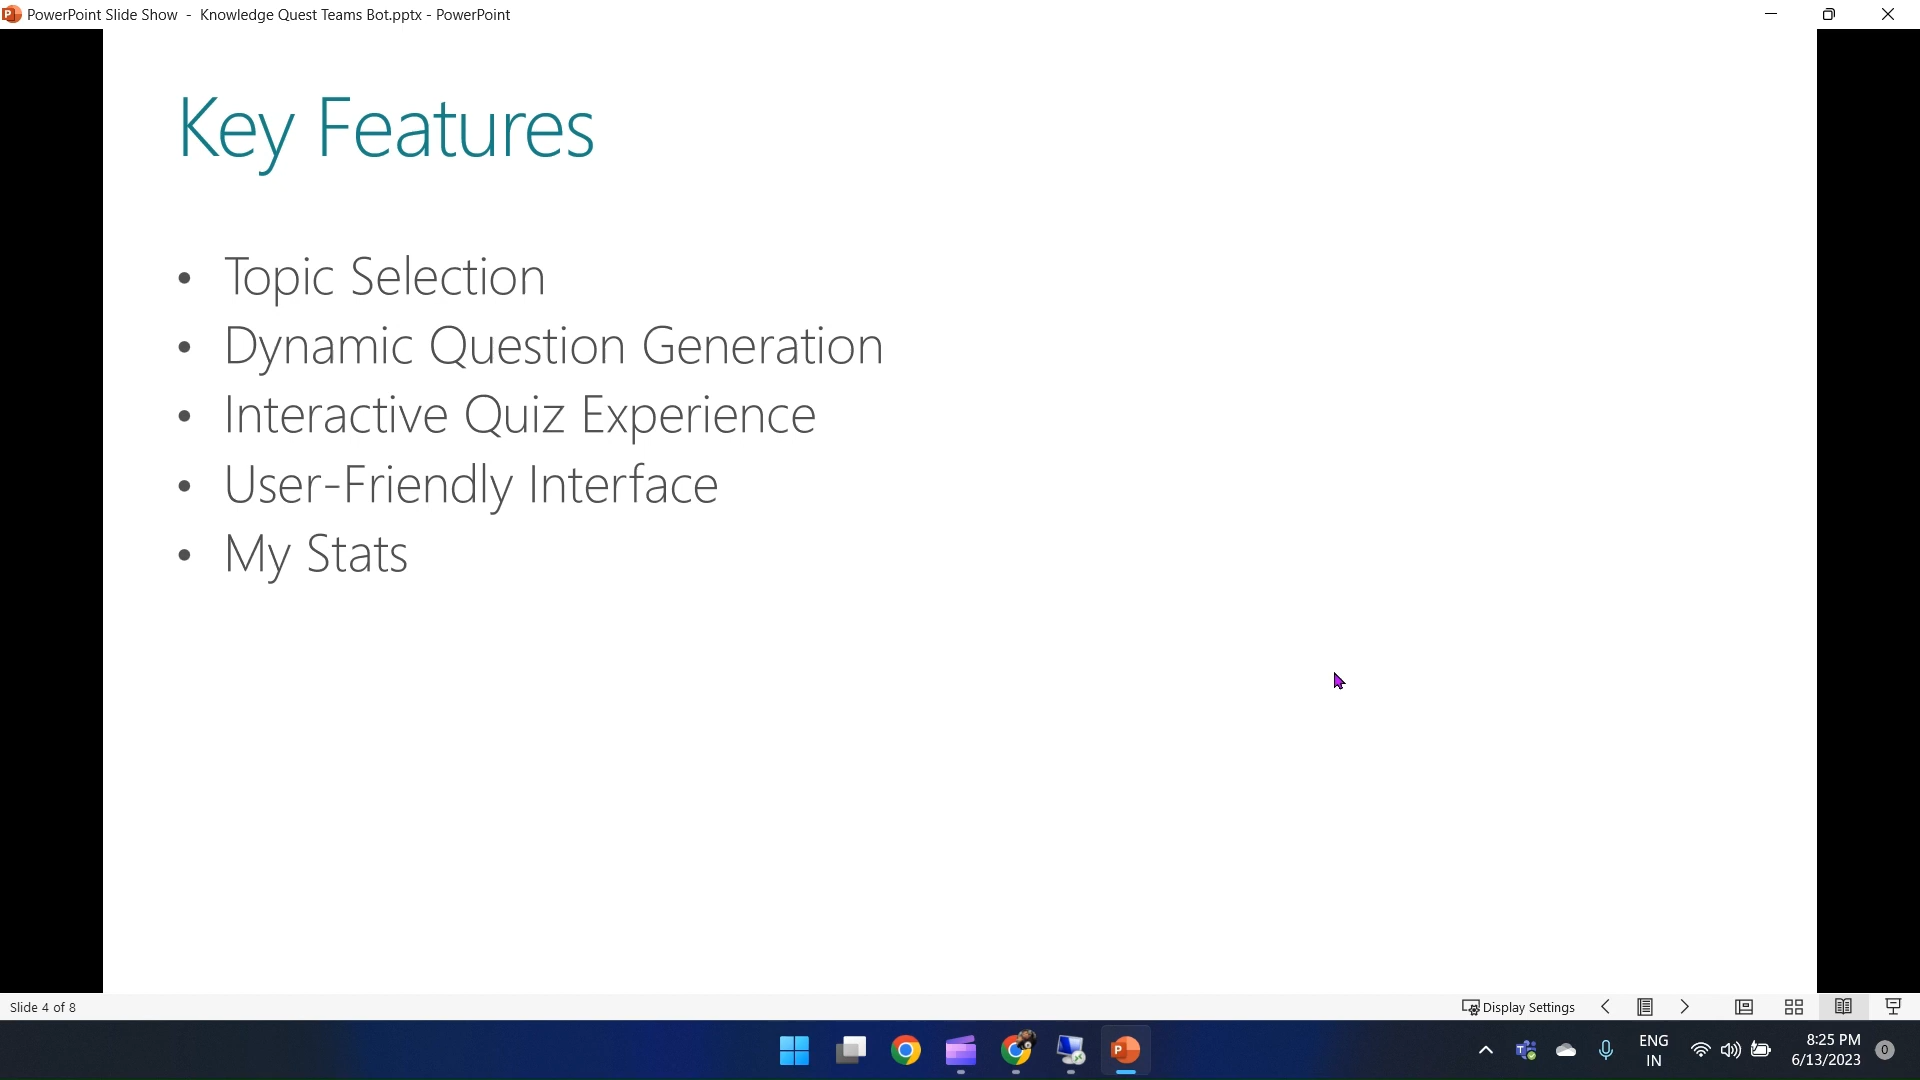 PowerPoint Slide Show - Knowledge Quest Teams Bot.pptx - PowerPoint
Key Features
• Topic Selection
• Dynamic Question Generation
• Interactive Quiz Experience
• User-Friendly Interface
• My Stats
Slide 4 of 8
Display Settings
ENG
IN
8:25 PM
6/13/2023
0